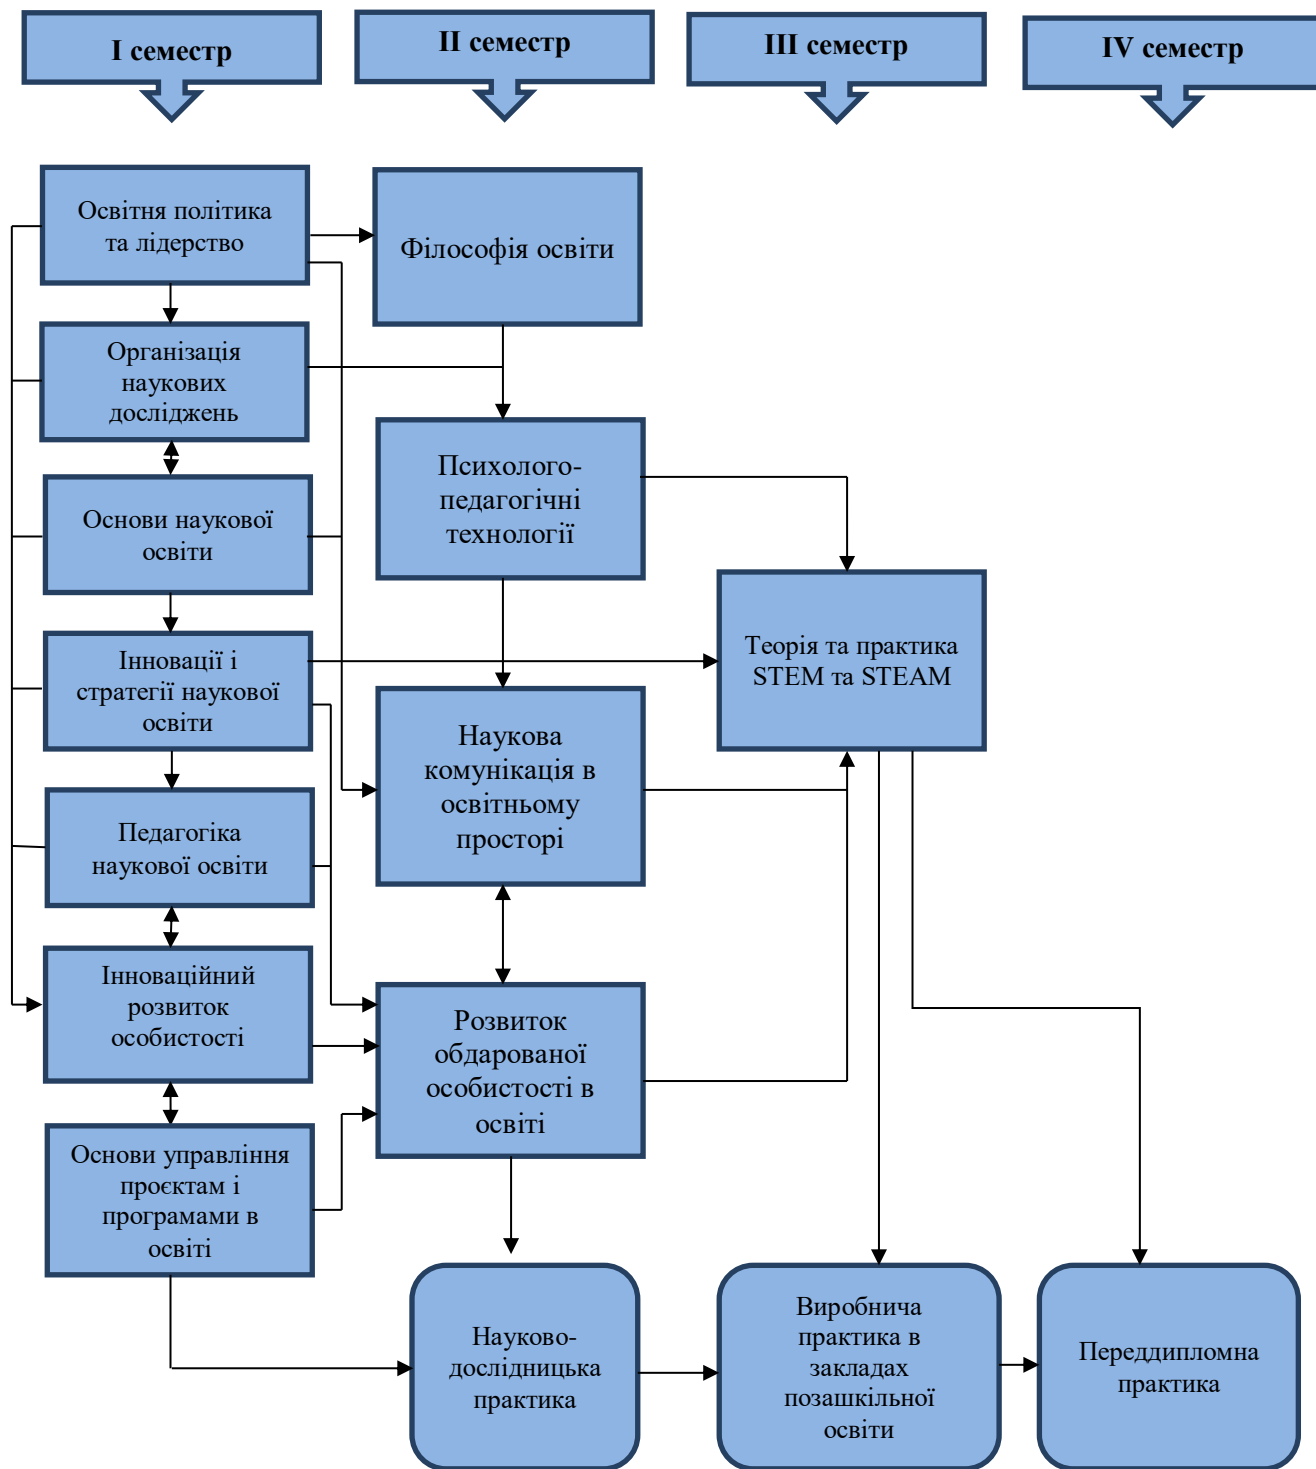 I семестр
II семестр
III семестр
IV семестр
Освітня політика
та лідерство
Організація
наукових
досліджень
Основи наукової
освіти
Інновації і
стратегії наукової
освіти
Педагогіка
наукової освіти
Інноваційний
розвиток
особистості
Основи управління
проєктам і
програмами в
освіті
Філософія освіти
Психолого-
педагогічні
технології
Наукова
комунікація в
освітньому
просторі
Розвиток
обдарованої
особистості в
освіті
Науково-
дослідницька
практика
Теорія та практика
STEM та STEAM
Виробнича
практика в
закладах
позашкільної
освіти
Переддипломна
практика